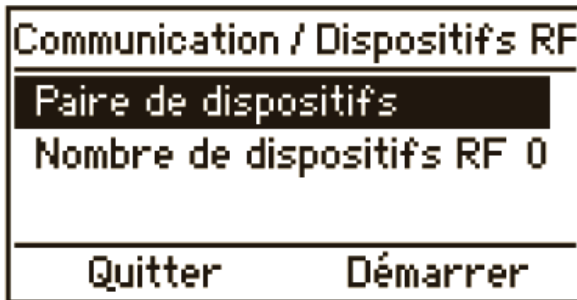 Communication / Dispositifs RF
Paire de dispositifs
Nombre de dispositifs RF 0
Quitter Démarrer